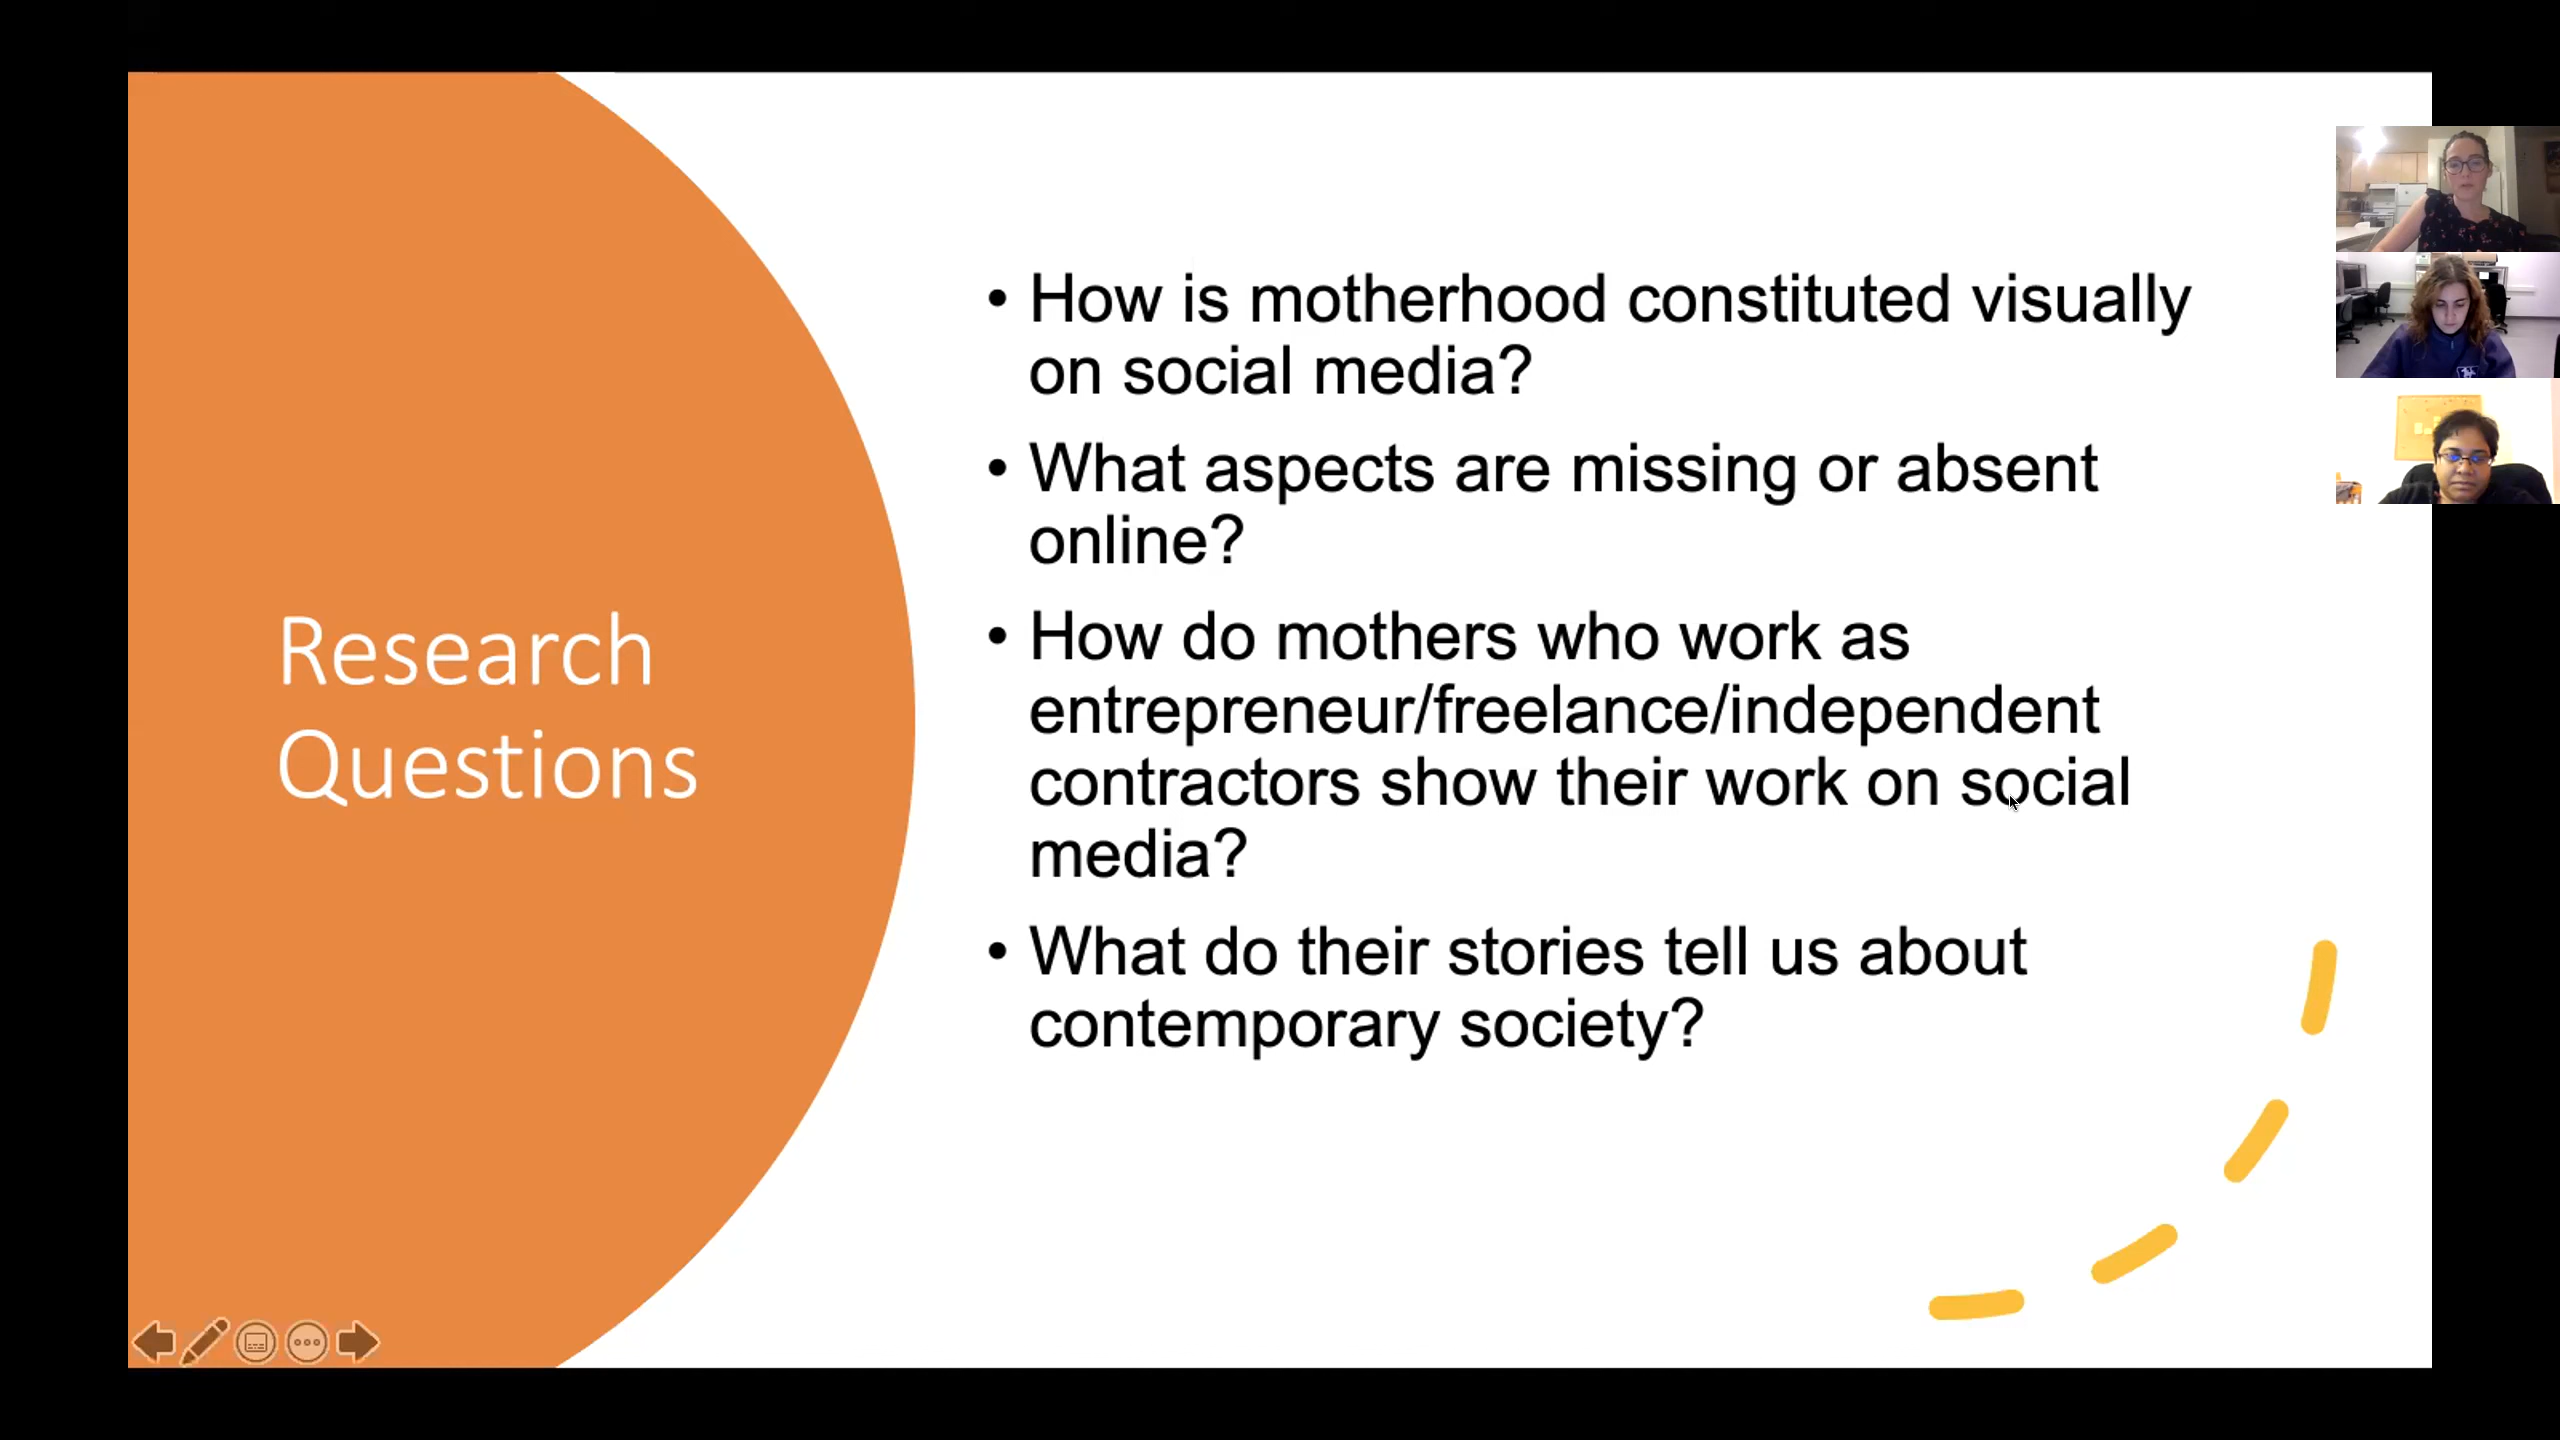 Research
Questions
• How is motherhood constituted visually
on social media?
• What aspects are missing or absent
online?
• How do mothers who work as
entrepreneur/freelance/independent
contractors show their work on social
media?
• What do their stories tell us about
contemporary society?